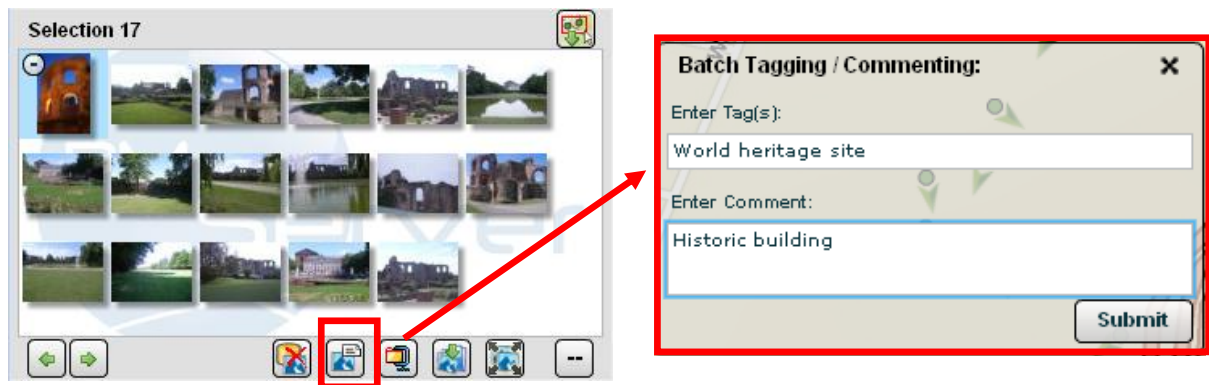 Selection 17
Batch Tagging / Commenting:
Enter Tag(s):
World heritage site
Enter Comment:
Historic building
Submit
--